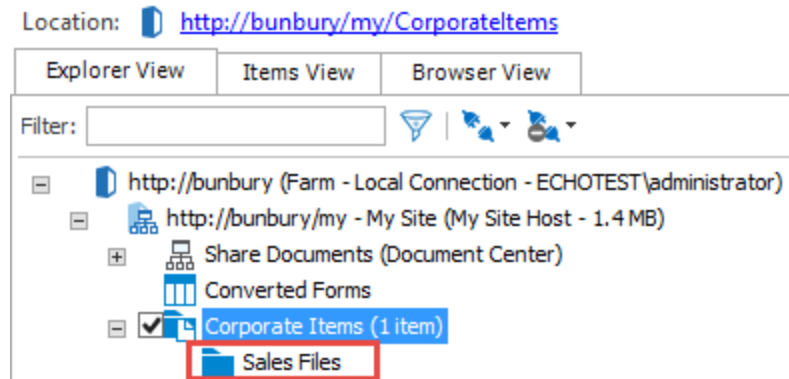 Location: http://bunbury/my/CorporateItems
Explorer View Items View Browser View
Filter:
http://bunbury (Farm - Local Connection - ECHOTEST\administrator)
http://bunbury/my - My Site (My Site Host - 1.4 MB)
Share Documents (Document Center)
Converted Forms
Corporate Items (1 item)
Sales Files